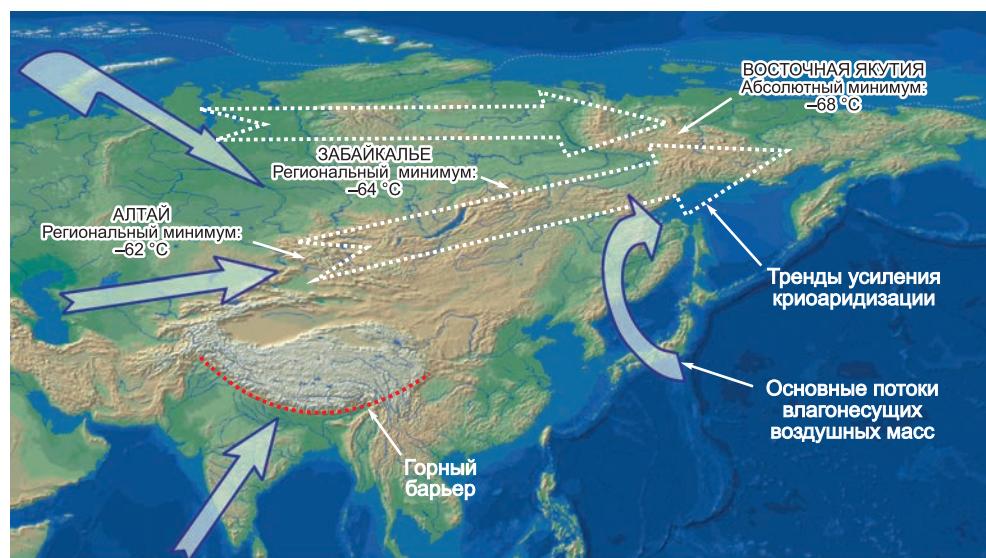 ВОСТОЧНАЯ ЯКУТИЯ
Абсолютный минимум:
–68 °C
ЗАБАЙКАЛЬЕ
Региональный минимум:
–64 °C
АЛТАЙ
Региональный минимум:
–62 °C
Тренды усиления
криоаридизации
Основные потоки
влагонесущих
воздушных масс
Горный
барьер